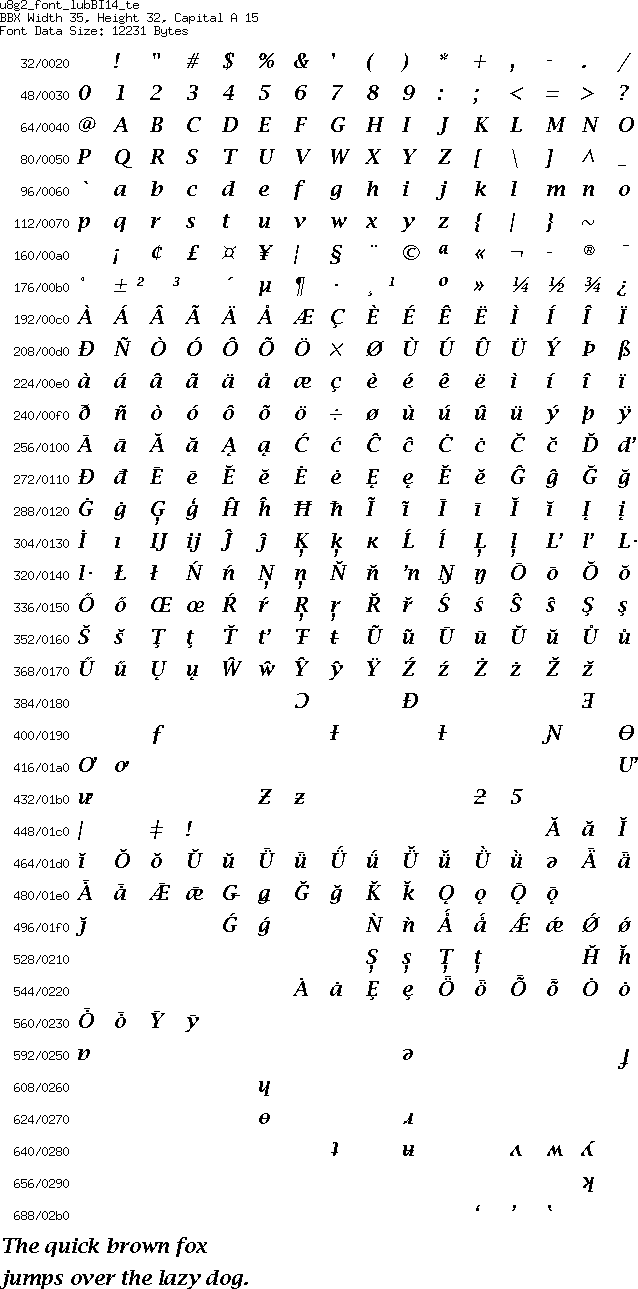 u8g2_font_lubBI14_te
BBX Width 35, Height 32, Capital A 15
Font Data Size: 12231 Bytes
32/0020 ! " # $ % & ' ( ) * + , - . /
48/0030 0 1 2 3 4 5 6 7 8 9 : ; < = > ?
64/0040 @ A B C D E F G H I J K L M N O
80/0050 P Q R S T U V W X Y Z [ \ ] ^ _
96/0060 ` a b c d e f g h i j k l m n o
112/0070 p q r s t u v w x y z { | } ~
160/00a0 ¡ ¢ £ ¤ ¥ ¦ § ¨ © ª « ¬ - ® ¯
176/00b0 ° ± ² ³ ´ µ ¶ · ¸ ¹ º » ¼ ½ ¾ ¿
192/00c0 À Á Â Ã Ä Å Æ Ç È É Ê Ë Ì Í Î Ï
208/00d0 Ð Ñ Ò Ó Ô Õ Ö × Ø Ù Ú Û Ü Ý Þ ß
224/00e0 à á â ã ä å æ ç è é ê ë ì í î ï
240/00f0 ð ñ ò ó ô õ ö ÷ ø ù ú û ü ý þ ÿ
256/0100 Ā ā Ă ă Ą ą Ć ć Ĉ ĉ Ċ ċ Č č Ď ď
272/0110 Đ đ Ē ē Ĕ ĕ Ė ė Ę ę Ě ě Ĝ ĝ Ğ ğ
288/0120 Ġ ġ Ģ ģ Ĥ ĥ Ħ ħ Ĩ ĩ Ī ī Ĭ ĭ Į į
304/0130 İ ı Ĳ ĳ Ĵ ĵ Ķ ķ ĸ Ĺ ĺ Ļ ļ Ľ ľ Ŀ
320/0140 ŀ Ł ł Ń ń Ņ ņ Ň ň ŉ Ŋ ŋ Ō ō Ŏ ŏ
336/0150 Ő ő Œ œ Ŕ ŕ Ŗ ŗ Ř ř Ś ś Ŝ ŝ Ş ş
352/0160 Š š Ţ ţ Ť ť Ŧ ŧ Ũ ũ Ū ū Ŭ ŭ Ů ů
368/0170 Ű ű Ų ų Ŵ ŵ Ŷ ŷ Ÿ Ź ź Ż ż Ž ž
384/0180 Ɔ Ɖ Ǝ
400/0190 ƒ Ɨ ƚ Ɲ Ɵ
416/01a0 Ơ ơ Ư
432/01b0 ư Ƶ ƶ ƻ Ƽ
448/01c0 ǀ ǂ ǃ Ǎ ǎ Ǐ
464/01d0 ǐ Ǒ ǒ Ǔ ǔ Ǖ ǖ Ǘ ǘ Ǚ ǚ Ǜ ǜ ǝ Ǟ ǟ
480/01e0 Ǡ ǡ Ǣ ǣ Ǥ ǥ Ǧ ǧ Ǩ ǩ Ǫ ǫ Ǭ ǭ
496/01f0 ǰ Ǵ ǵ Ǹ ǹ Ǻ ǻ Ǽ ǽ Ǿ ǿ
528/0210 Ș ș Ț ț Ȟ ȟ
544/0220 Ȧ ȧ Ȩ ȩ Ȫ ȫ Ȭ ȭ Ȯ ȯ
560/0230 Ȱ ȱ Ȳ ȳ
592/0250 ɐ ə ɟ
608/0260 ɥ
624/0270 ɵ ɹ
640/0280 ʇ ʍ ʌ ʍ ʎ
656/0290 ʞ
688/02b0 ʻ ʼ ʽ
The quick brown fox
jumps over the lazy dog.